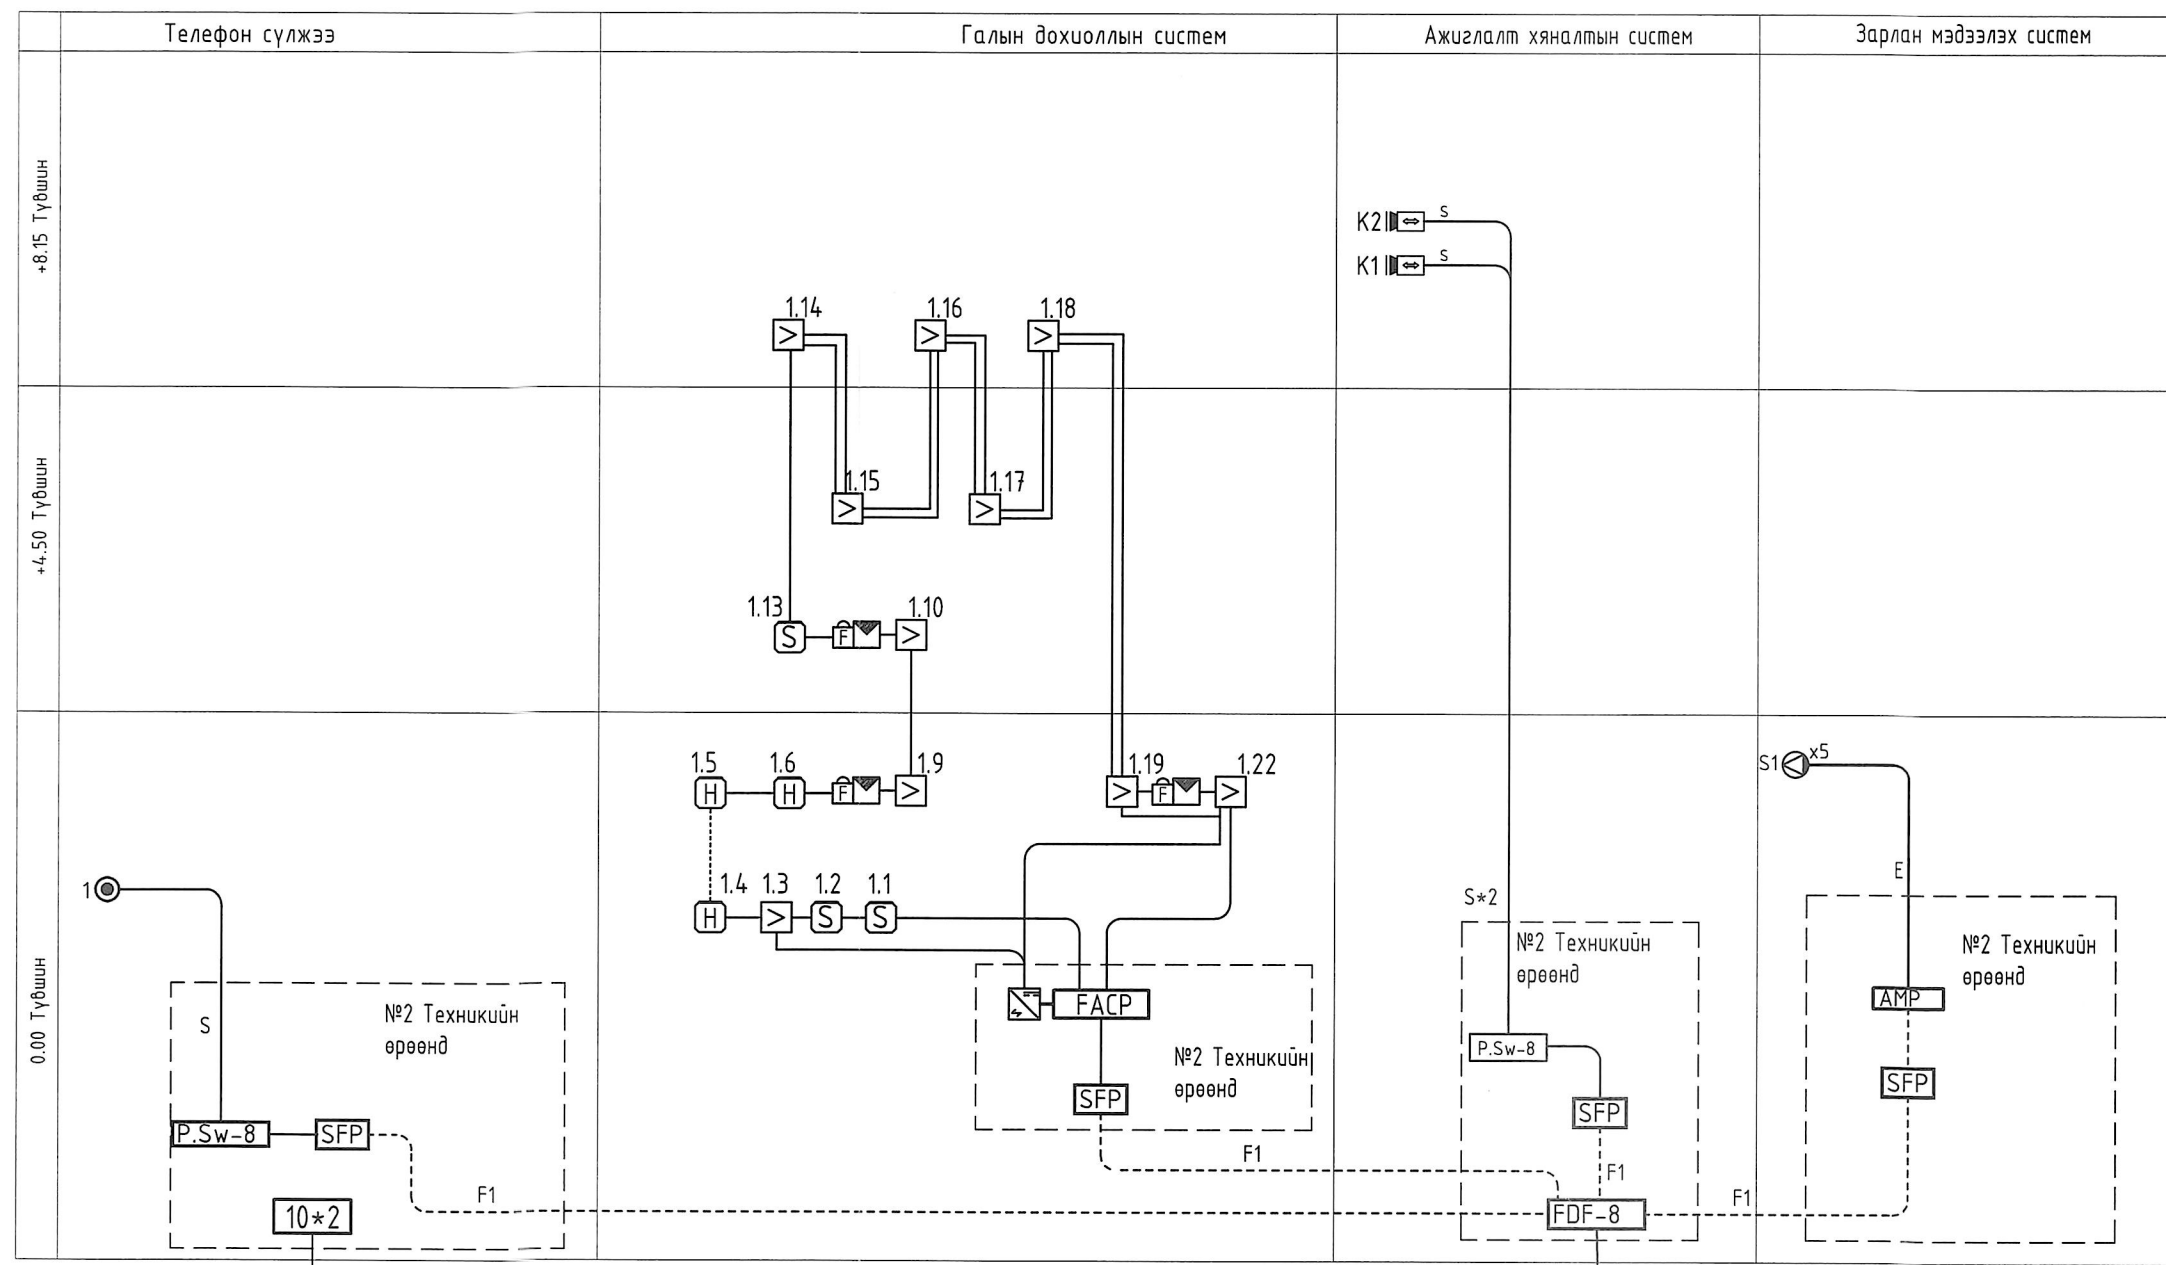 Телефон сүлжээ
Галын дохиоллын систем
Ажиглалт хяналтын систем
Зарлан мэдээлэх систем
+8.15 Түвшин
K2
S
K1
S
1.14
>
1.16
>
1.18
>
+4.50 Түвшин
1.15
>
1.17
>
1.13
S
F
1.10
>
0.00 Түвшин
1.5
H
1.6
H
F
1.9
>
1.19
>
F
1.22
>
S1
x5
1
1.4
H
1.3
>
1.2
S
1.1
S
S*2
E
S
№2 Техникийн
өрөөнд
FACP
№2 Техникийн
өрөөнд
SFP
№2 Техникийн
өрөөнд
P.Sw-8
SFP
№2 Техникийн
өрөөнд
AMP
SFP
P.Sw-8
SFP
F1
F1
F1
F1
10*2
FDF-8